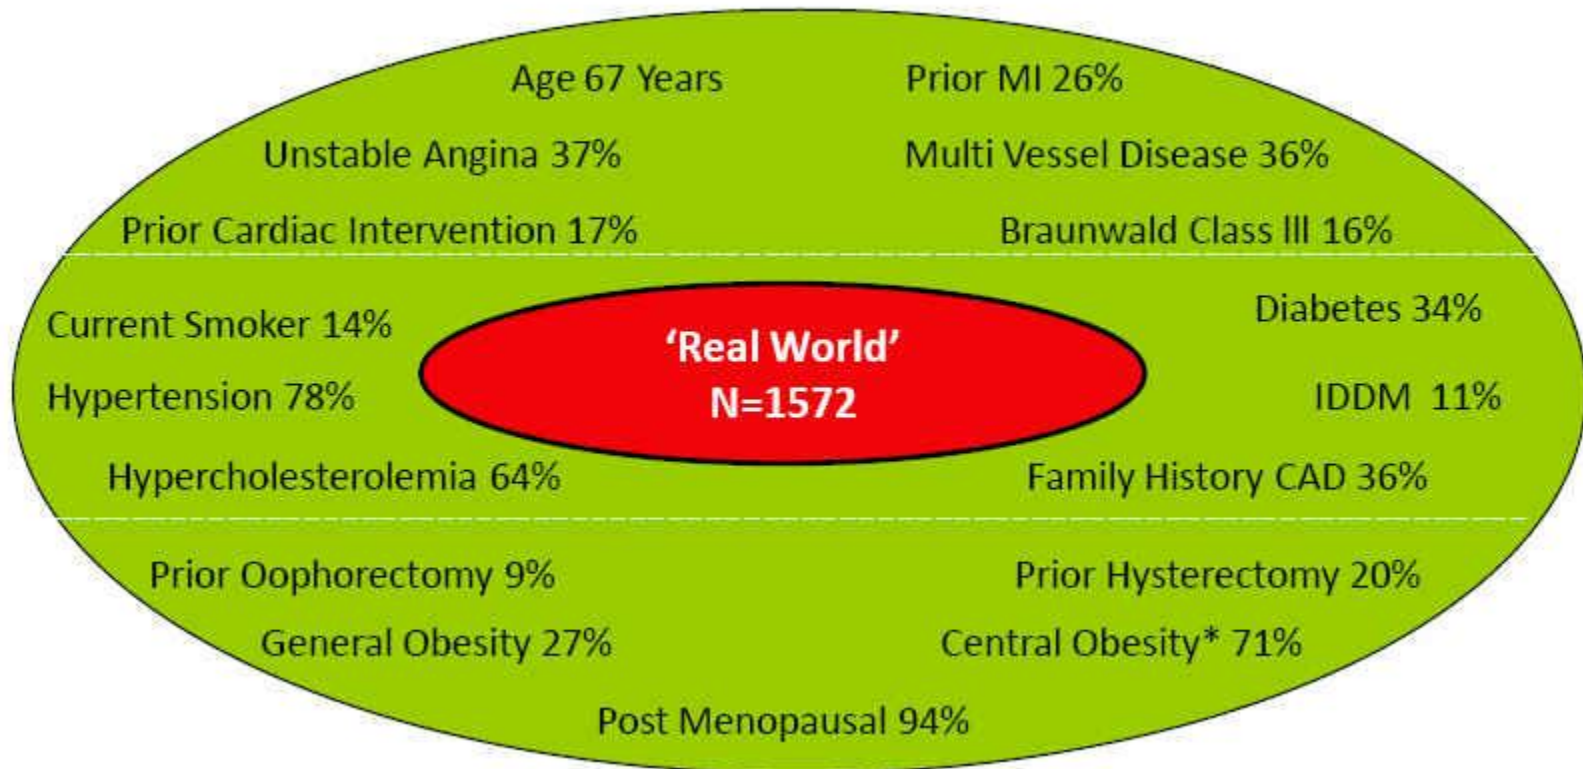 Age 67 Years
Prior MI 26%
Unstable Angina 37%
Multi Vessel Disease 36%
Prior Cardiac Intervention 17%
Braunwald Class lll 16%
Current Smoker 14%
Diabetes 34%
‘Real World’
N=1572
Hypertension 78%
IDDM 11%
Hypercholesterolemia 64%
Family History CAD 36%
Prior Oophorectomy 9%
Prior Hysterectomy 20%
General Obesity 27%
Central Obesity* 71%
Post Menopausal 94%